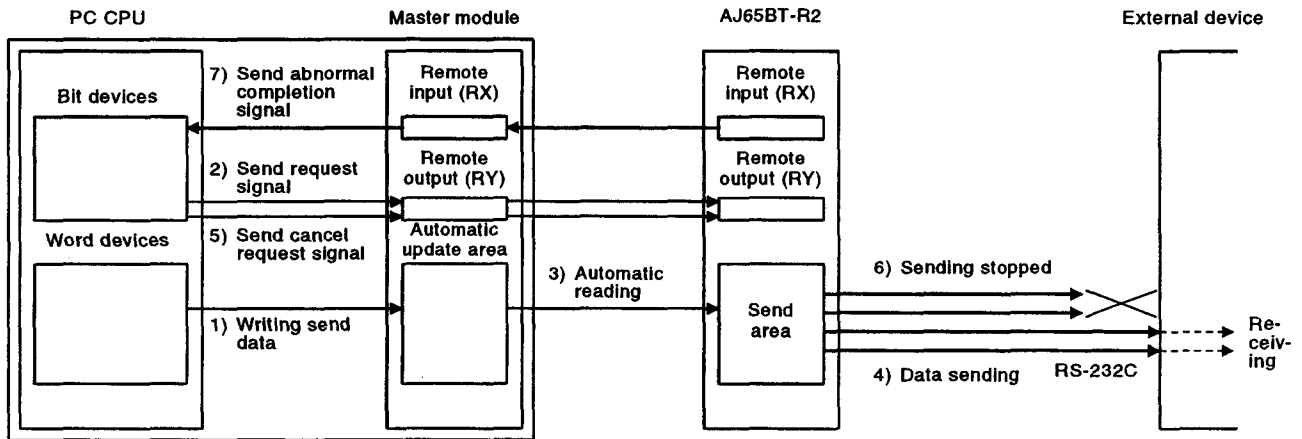 PC CPU
Master module
AJ65BT-R2
External device
7) Send abnormal
completion
signal
Remote
input (RX)
Remote
input (RX)
Bit devices
2) Send request
signal
Remote
output (RY)
Remote
output (RY)
Word devices
5) Send cancel
request signal
Automatic
update area
3) Automatic
reading
6) Sending stopped
1) Writing send
data
Send
area
Re-
ceiv-
ing
4) Data sending
RS-232C